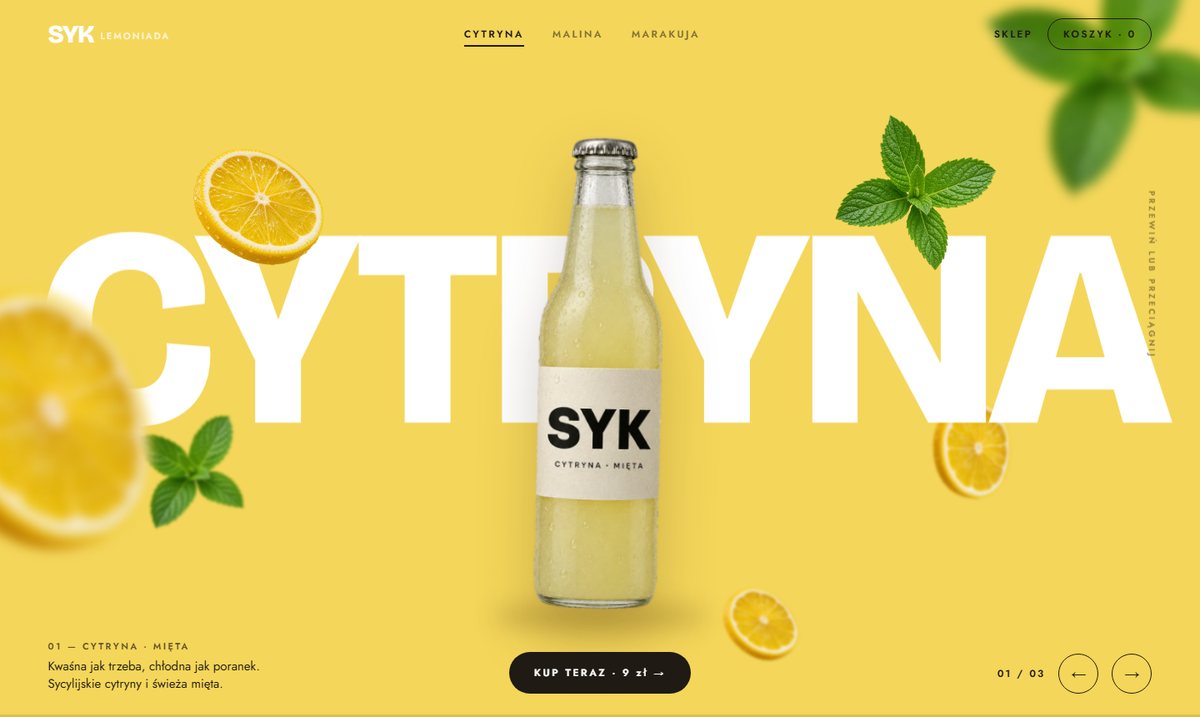 SYK LEMONIADA
CYTRYNA MALINA MARAKUJA
SKLEP KOSZYK · 0
PRZEWIŃ LUB PRZECIĄGNIJ
CYTRYNA
SYK
CYTRYNA · MIĘTA
01 — CYTRYNA · MIĘTA
Kwaśna jak trzeba, chłodna jak poranek.
Sycylijskie cytryny i świeża mięta.
KUP TERAZ · 9 zł →
01 / 03 ← →